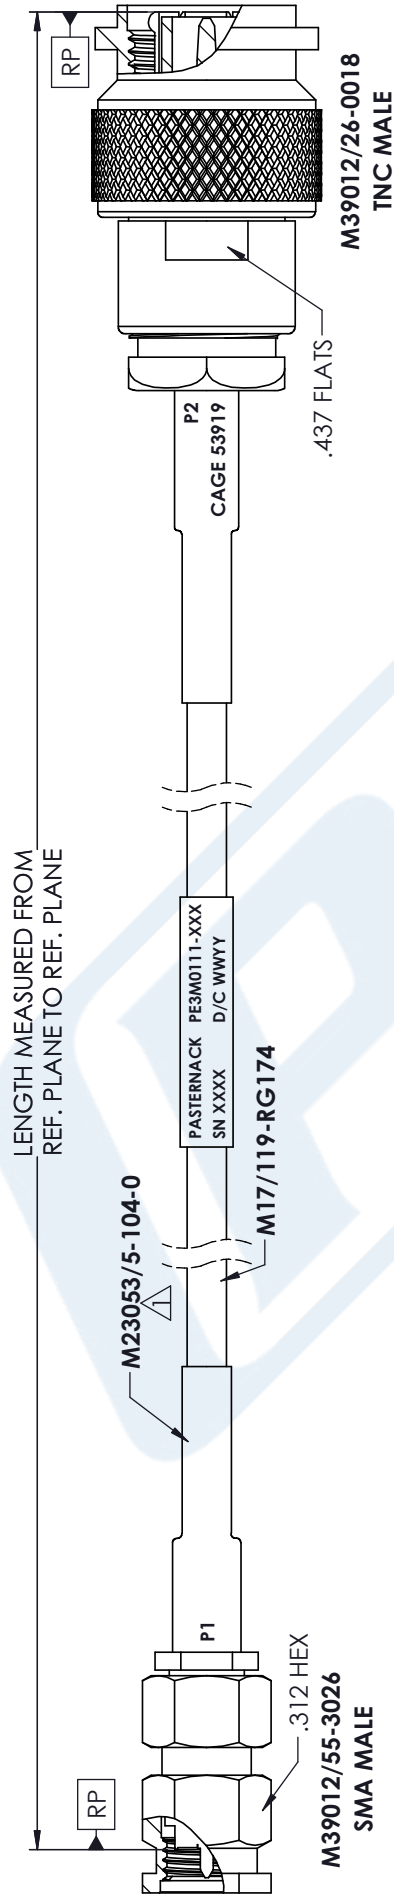 LENGTH MEASURED FROM
REF. PLANE TO REF. PLANE
RP
RP
M23053/5-104-0
1
P1
PASTERNACK PE3M0111-XXX
SN XXXX D/C WWYY
P2
CAGE 53919
M17/119-RG174
.312 HEX
M39012/55-3026
SMA MALE
.437 FLATS
M39012/26-0018
TNC MALE